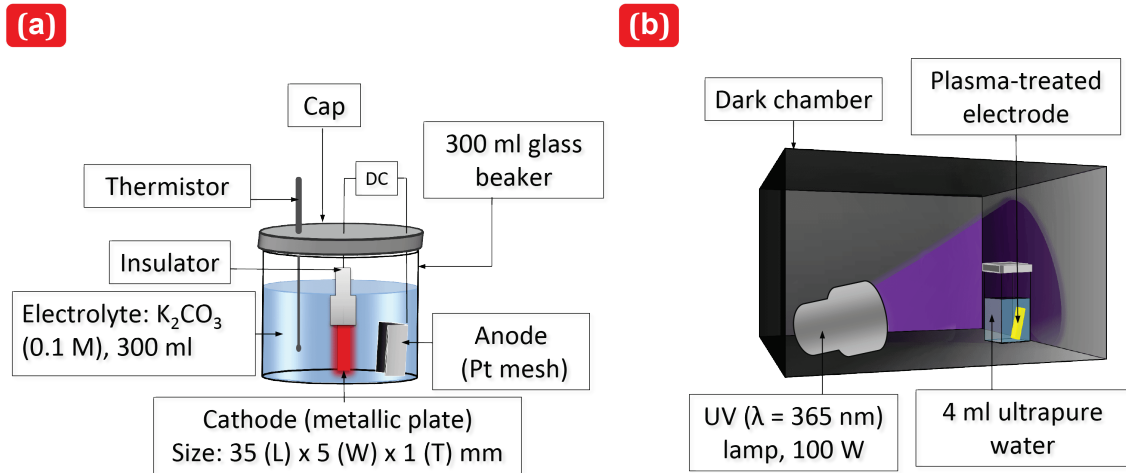 (a)
Cap
Thermistor
DC
300 ml glass
beaker
Insulator
Electrolyte: K₂CO₃
(0.1 M), 300 ml
Anode
(Pt mesh)
Cathode (metallic plate)
Size: 35 (L) x 5 (W) x 1 (T) mm
(b)
Dark chamber
Plasma-treated
electrode
UV (λ = 365 nm)
lamp, 100 W
4 ml ultrapure
water